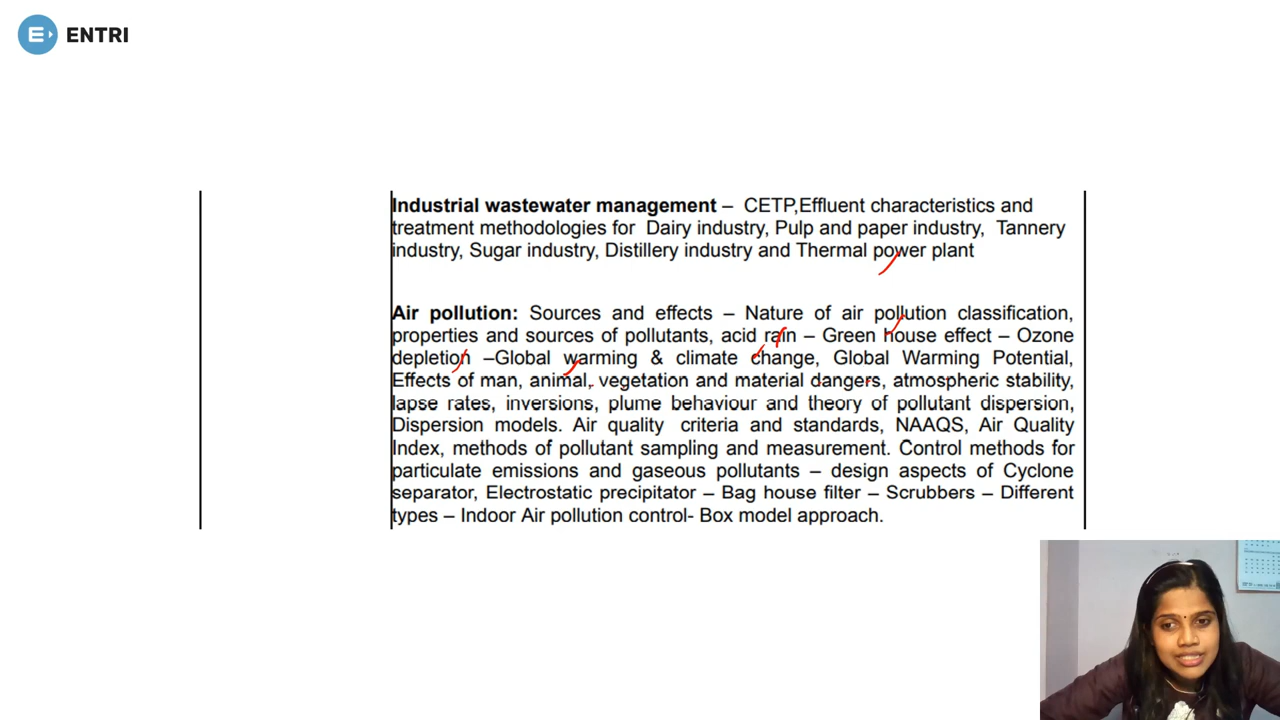 ENTRI
Industrial wastewater management – CETP,Effluent characteristics and
treatment methodologies for Dairy industry, Pulp and paper industry, Tannery
industry, Sugar industry, Distillery industry and Thermal power plant
Air pollution: Sources and effects – Nature of air pollution classification,
properties and sources of pollutants, acid rain – Green house effect – Ozone
depletion –Global warming & climate change, Global Warming Potential,
Effects of man, animal, vegetation and material dangers, atmospheric stability,
lapse rates, inversions, plume behaviour and theory of pollutant dispersion,
Dispersion models. Air quality criteria and standards, NAAQS, Air Quality
Index, methods of pollutant sampling and measurement. Control methods for
particulate emissions and gaseous pollutants – design aspects of Cyclone
separator, Electrostatic precipitator – Bag house filter – Scrubbers – Different
types – Indoor Air pollution control- Box model approach.